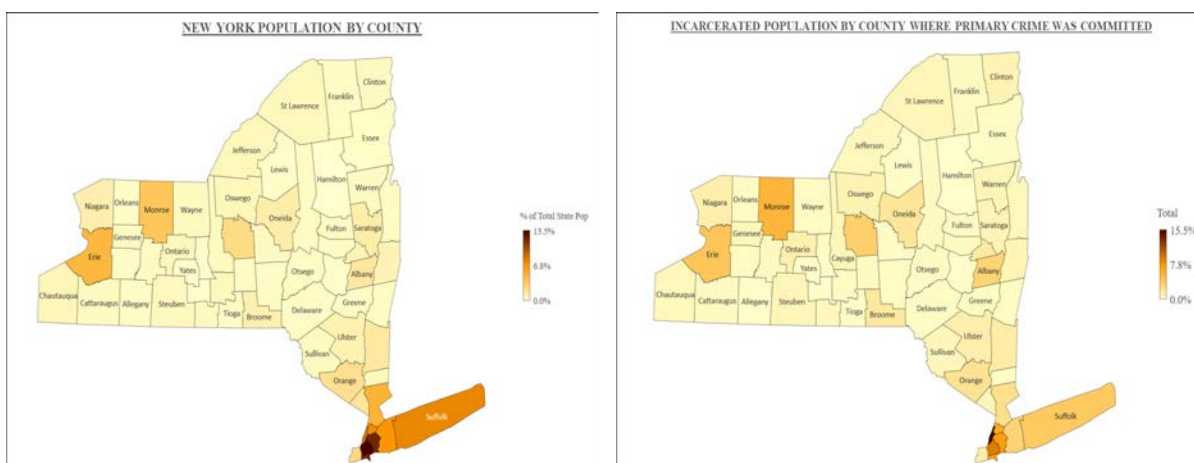 NEW YORK POPULATION BY COUNTY
Clinton
Franklin
St Lawrence
Essex
Jefferson
Lewis
Hamilton
Warren
Oswego
Niagara
Orleans
Monroe
Wayne
Oneida
Fulton
Saratoga
Genesee
Erie
Ontario
Yates
Otsego
Albany
Chautauqua
Cattaraugus
Allegany
Steuben
Tioga
Broome
Delaware
Greene
Ulster
Sullivan
Orange
Suffolk
% of Total State Pop
13.5%
6.8%
0.0%
INCARCERATED POPULATION BY COUNTY WHERE PRIMARY CRIME WAS COMMITTED
Clinton
Franklin
St Lawrence
Essex
Jefferson
Lewis
Hamilton
Warren
Oswego
Niagara
Orleans
Monroe
Wayne
Oneida
Fulton
Saratoga
Genesee
Erie
Ontario
Yates
Cayuga
Otsego
Albany
Chautauqua
Cattaraugus
Allegany
Steuben
Tioga
Broome
Delaware
Greene
Ulster
Sullivan
Orange
Suffolk
Total
15.5%
7.8%
0.0%